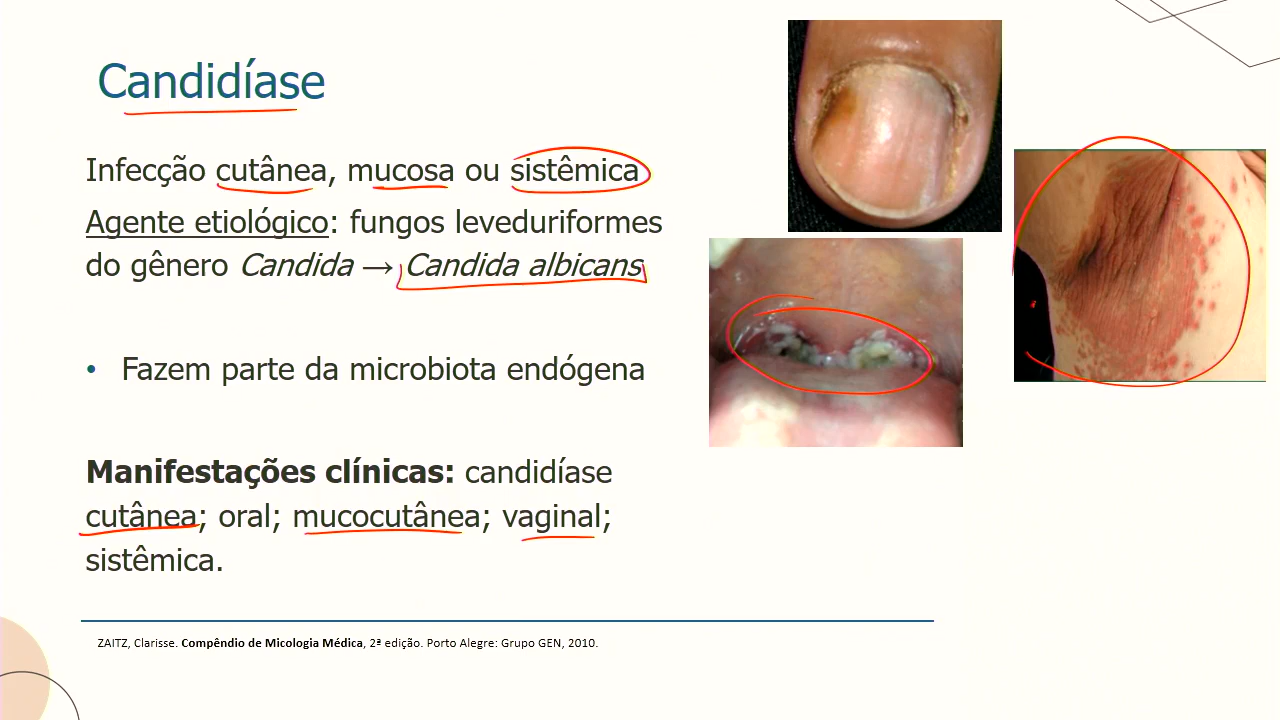 Candidíase
Infecção cutânea, mucosa ou sistêmica
Agente etiológico: fungos leveduriformes
do gênero Candida → Candida albicans
• Fazem parte da microbiota endógena
Manifestações clínicas: candidíase
cutânea; oral; mucocutânea; vaginal;
sistêmica.
ZAITZ, Clarisse. Compêndio de Micologia Médica, 2ª edição. Porto Alegre: Grupo GEN, 2010.